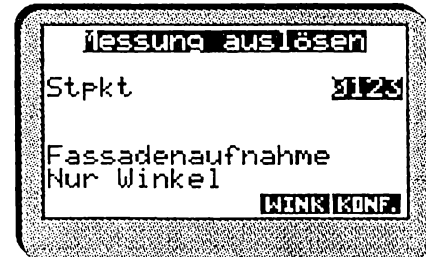 Messung auslösen
Stpkt 0123
Fassadenaufnahme
Nur Winkel
WINK KONF.